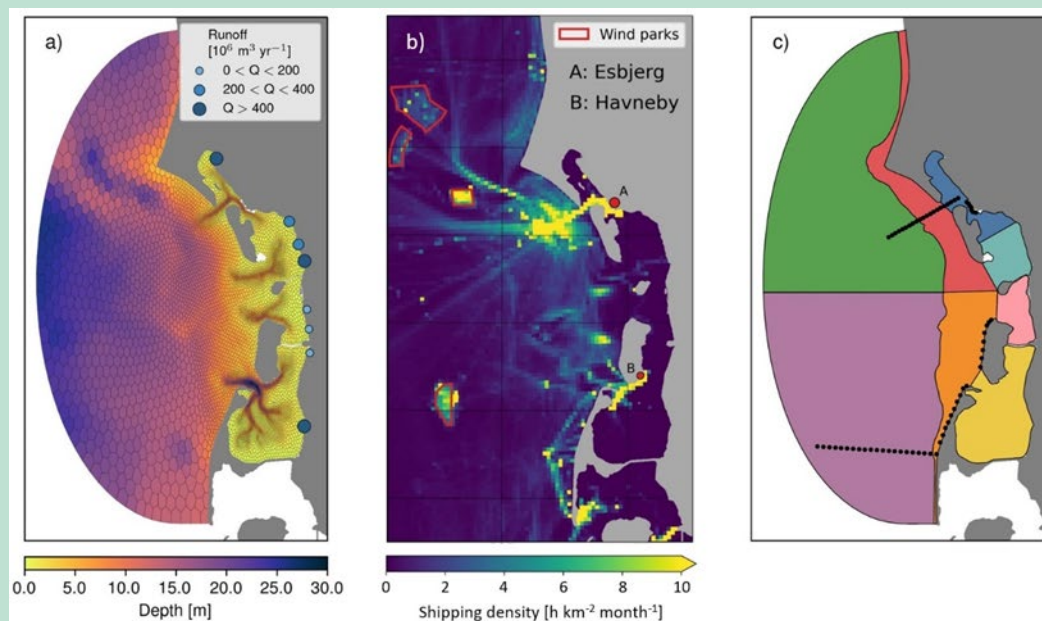 a)
Runoff
[10⁶ m³ yr⁻¹]
0 < Q < 200
200 < Q < 400
Q > 400
0.0 5.0 10.0 15.0 20.0 25.0 30.0
Depth [m]
b)
Wind parks
A: Esbjerg
B: Havneby
A
B
0 2 4 6 8 10
Shipping density [h km⁻² month⁻¹]
c)